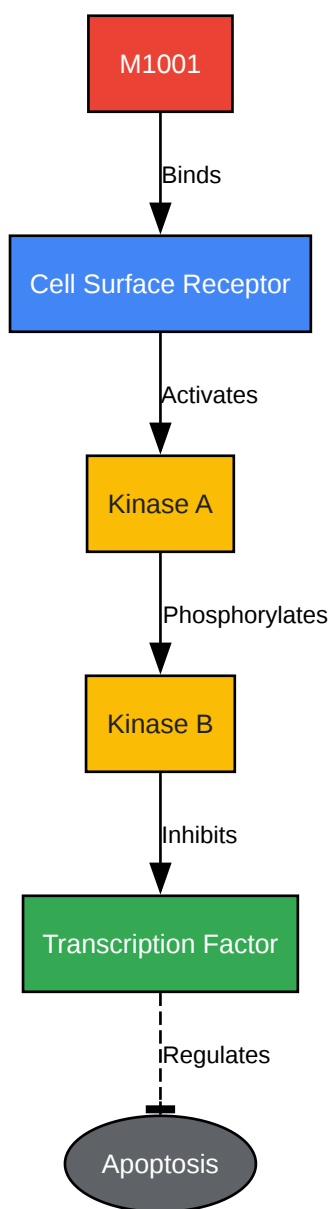 M1001
Binds
Cell Surface Receptor
Activates
Kinase A
Phosphorylates
Kinase B
Inhibits
Transcription Factor
Regulates
Apoptosis